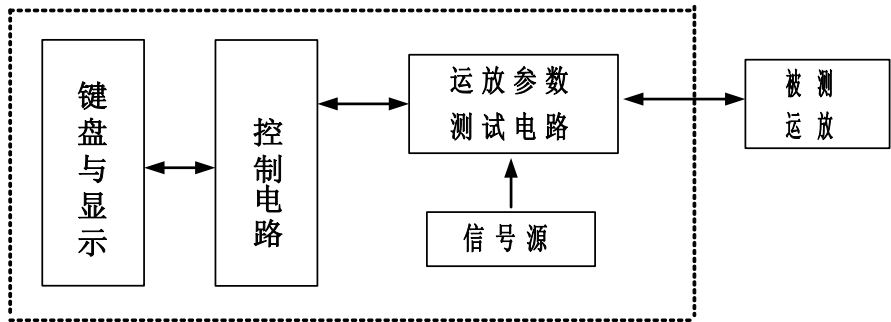 键
盘
与
显
示
控
制
电
路
运放参数
测试电路
信号源
被测
运放